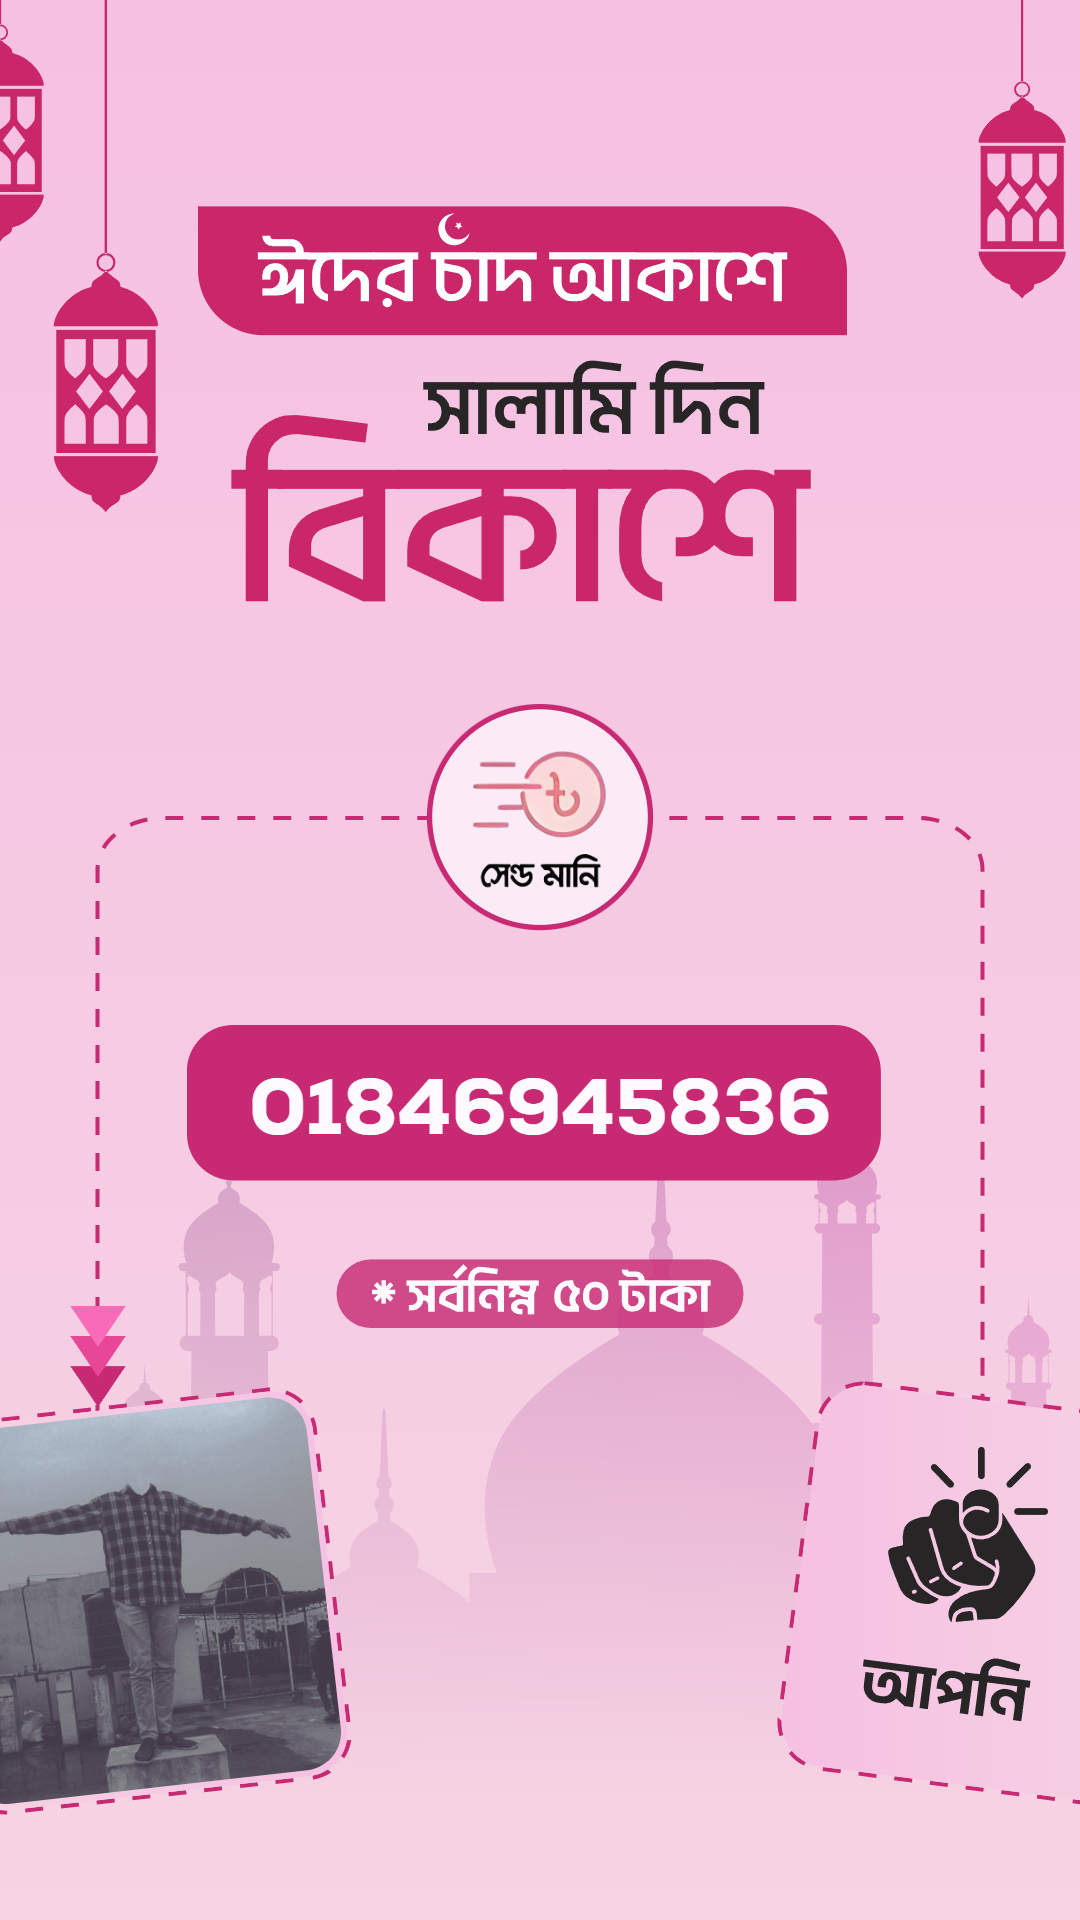 ঈদের চাঁদ আকাশে
সালামি দিন
বিকাশে
৳
সেন্ড মানি
01846945836
* সর্বনিম্ন ৫০ টাকা
আপনি